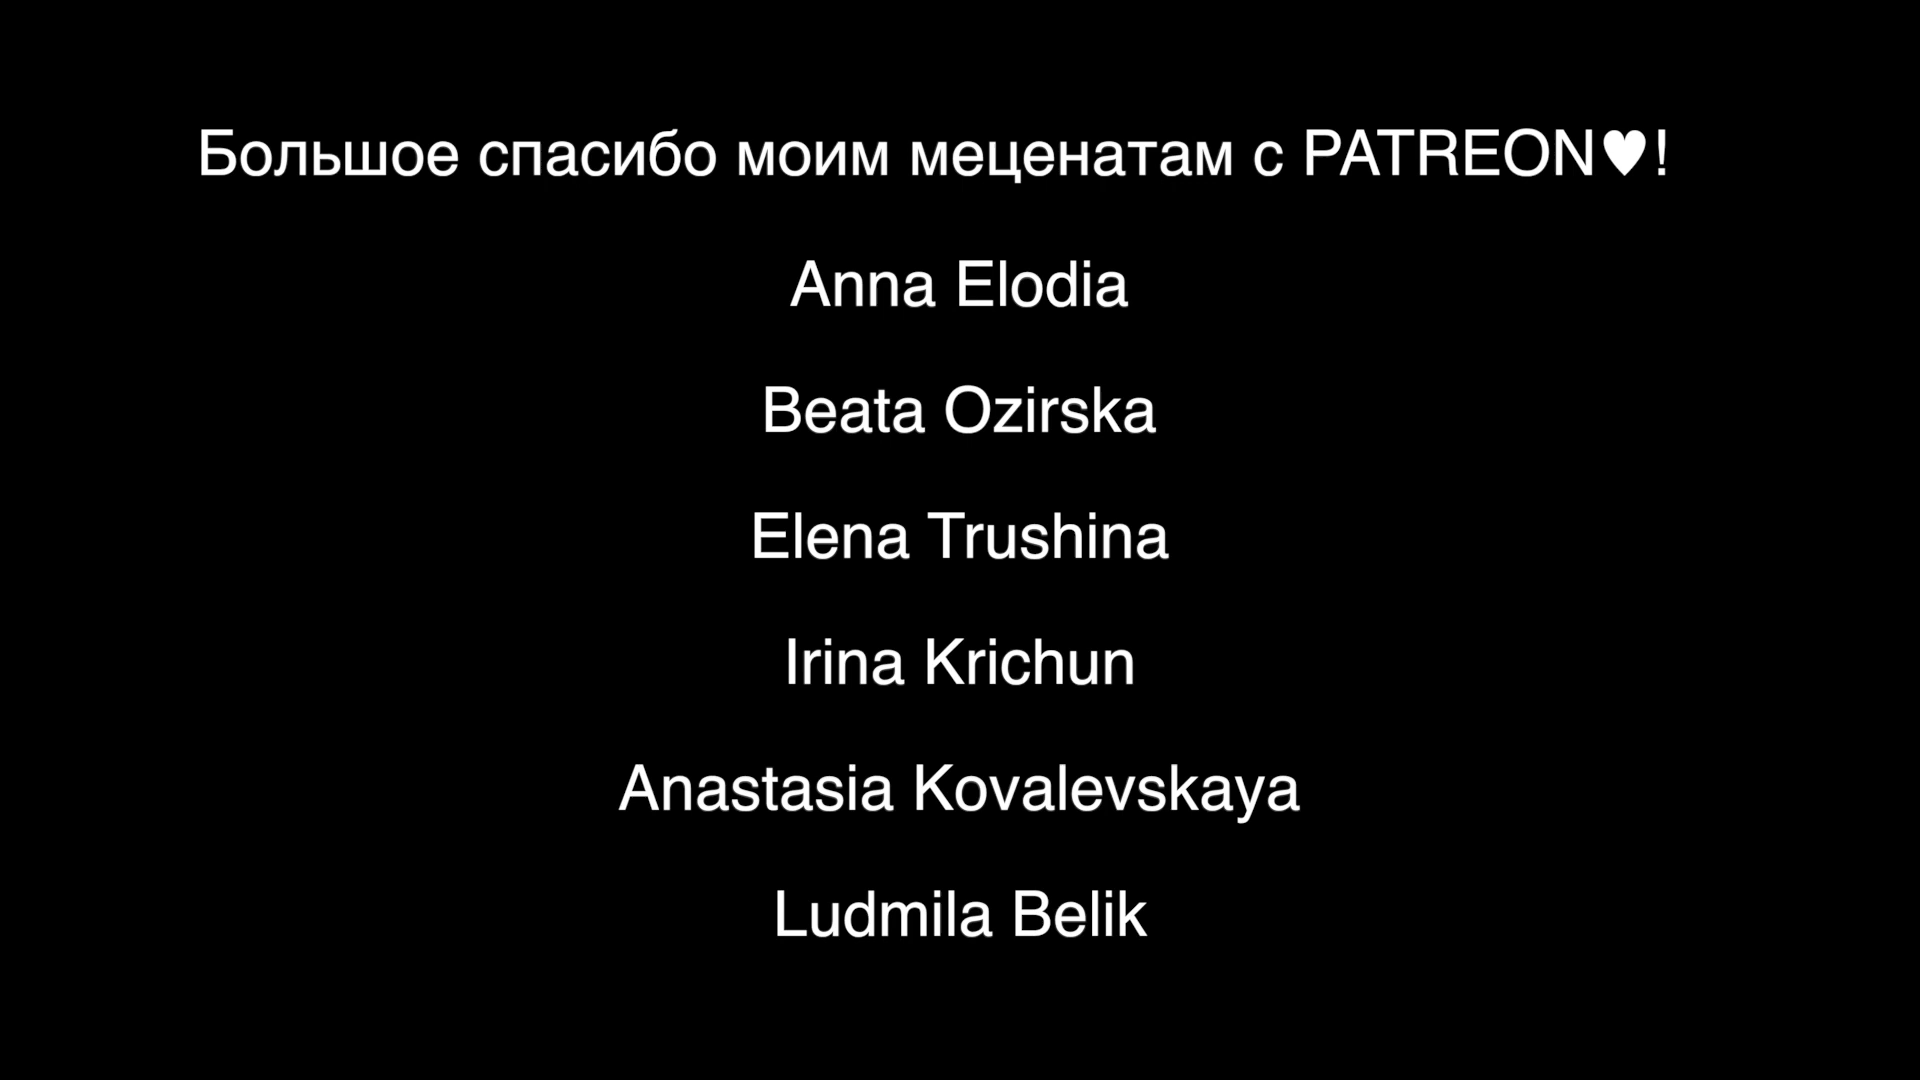 Большое спасибо моим меценатам с PATREON♥!
Anna Elodia
Beata Ozirska
Elena Trushina
Irina Krichun
Anastasia Kovalevskaya
Ludmila Belik